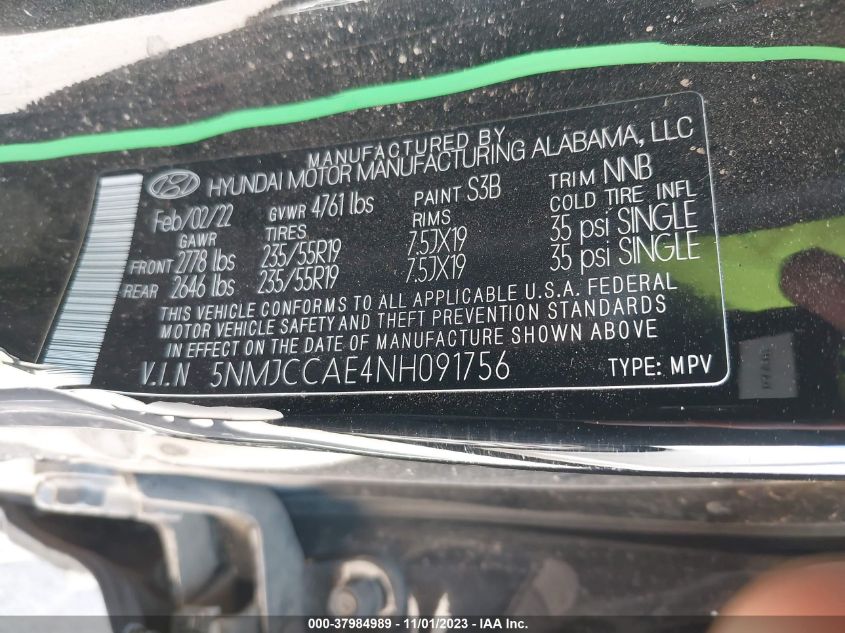 MANUFACTURED BY
HYUNDAI MOTOR MANUFACTURING ALABAMA, LLC
Feb/02/22 GVWR 4761 lbs PAINT S3B TRIM NNB
GAWR TIRES RIMS COLD TIRE INFL
FRONT 2778 lbs 235/55R19 7.5JX19 35 psi SINGLE
REAR 2646 lbs 235/55R19 7.5JX19 35 psi SINGLE
THIS VEHICLE CONFORMS TO ALL APPLICABLE U.S.A. FEDERAL
MOTOR VEHICLE SAFETY AND THEFT PREVENTION STANDARDS
IN EFFECT ON THE DATE OF MANUFACTURE SHOWN ABOVE
V.I.N 5NMJCCAE4NH091756 TYPE: MPV
000-37984989 - 11/01/2023 - IAAI.COM